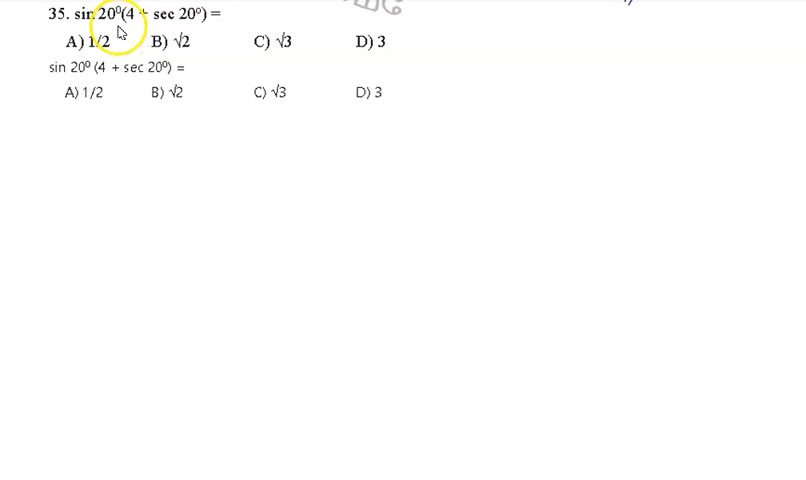 35. sin 20⁰(4 + sec 20⁰) =
A) 1/2 B) √2 C) √3 D) 3
sin 20⁰ (4 + sec 20⁰) =
A) 1/2 B) √2 C) √3 D) 3